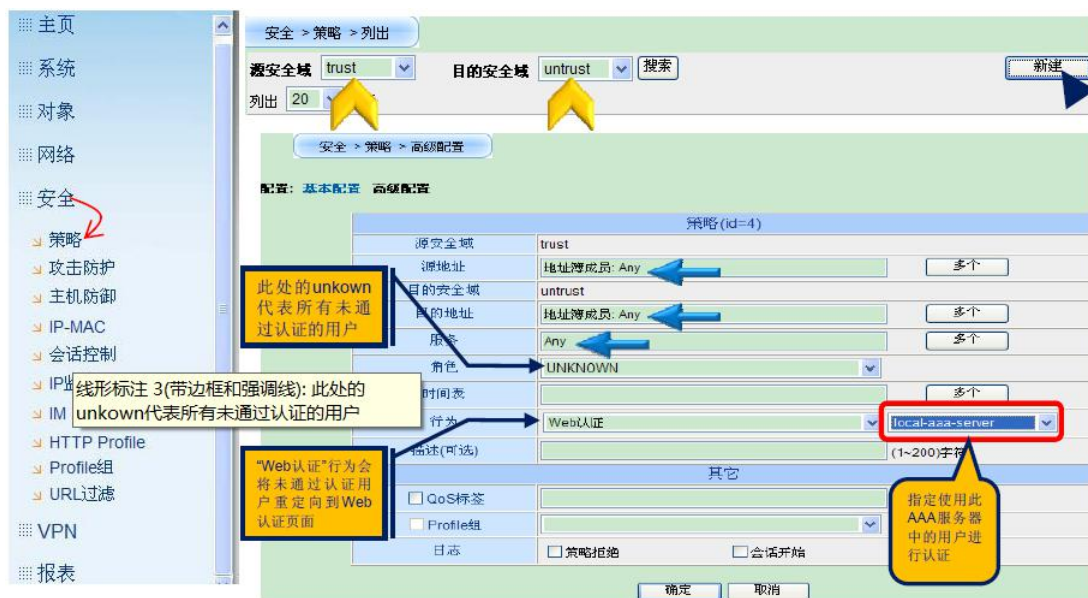 主页
系统
对象
网络
安全
策略
攻击防护
主机防御
IP-MAC
会话控制
IP监
IM
HTTP Profile
Profile组
URL过滤
VPN
报表
安全 > 策略 > 列出
源安全域 trust 目的安全域 untrust 搜索 新建
列出 20
安全 > 策略 > 高级配置
配置: 基本配置 高级配置
策略(id=4)
源安全域 trust
源地址 地址簿成员: Any 多个
目的安全域 untrust
目的地址 地址簿成员: Any 多个
服务 Any 多个
角色 UNKNOWN
时间表 多个
行为 Web认证 local-aaa-server
描述(可选) (1~200)字符
其它
QoS标签
Profile组
日志 策略拒绝 会话开始
确定 取消
此处的unkown
代表所有未通
过认证的用户
线形标注 3(带边框和强调线): 此处的
unkown代表所有未通过认证的用户
“Web认证”行为会
将未通过认证用
户重定向到Web
认证页面
指定使用此
AAA服务器
中的用户进
行认证